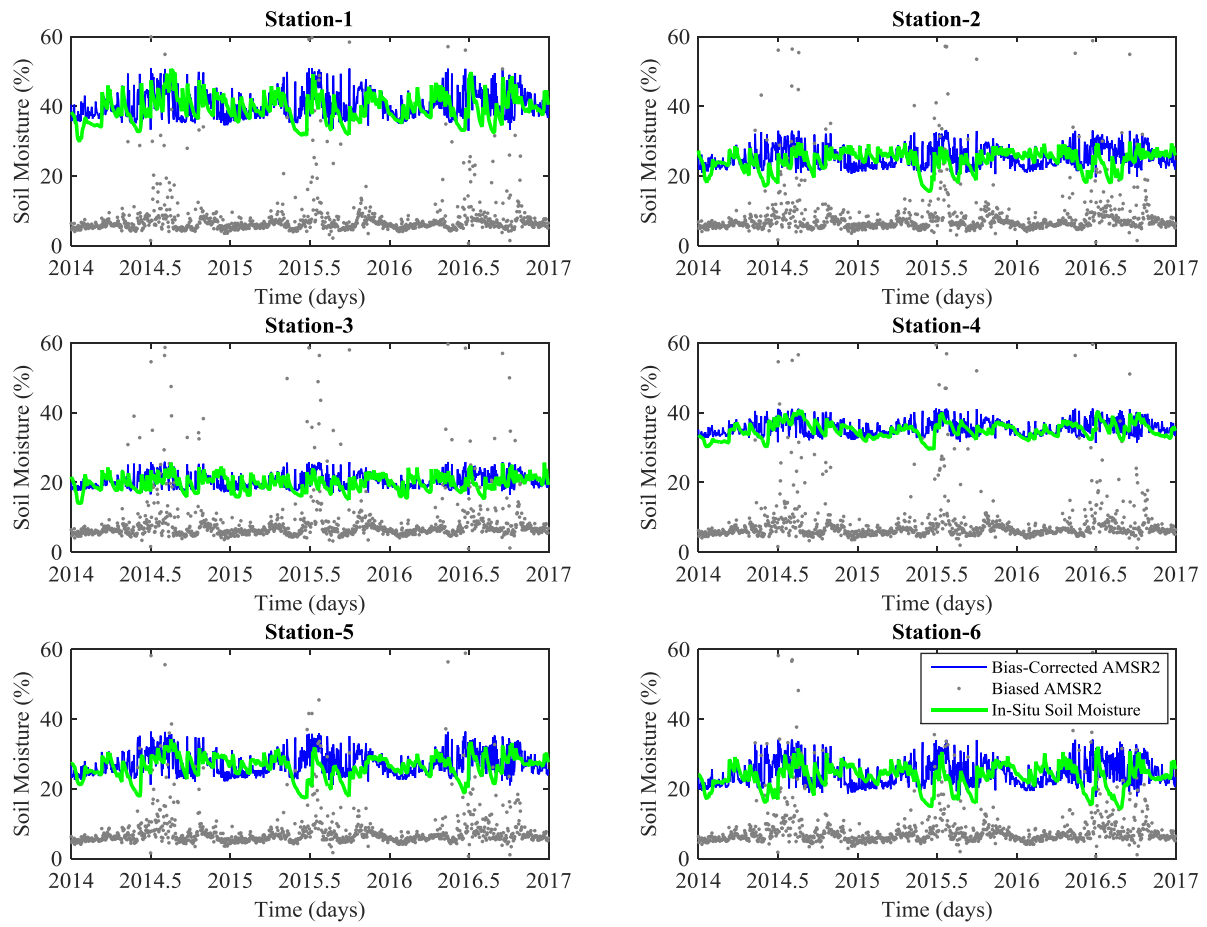 Station-1
Station-2
60
40
20
0
Soil Moisture (%)
2014 2014.5 2015 2015.5 2016 2016.5 2017
Time (days)
60
40
20
0
Soil Moisture (%)
2014 2014.5 2015 2015.5 2016 2016.5 2017
Time (days)
Station-3
Station-4
60
40
20
0
Soil Moisture (%)
2014 2014.5 2015 2015.5 2016 2016.5 2017
Time (days)
60
40
20
0
Soil Moisture (%)
2014 2014.5 2015 2015.5 2016 2016.5 2017
Time (days)
Station-5
Station-6
60
40
20
0
Soil Moisture (%)
2014 2014.5 2015 2015.5 2016 2016.5 2017
Time (days)
60
40
20
0
Soil Moisture (%)
Bias-Corrected AMSR2
Biased AMSR2
In-Situ Soil Moisture
2014 2014.5 2015 2015.5 2016 2016.5 2017
Time (days)